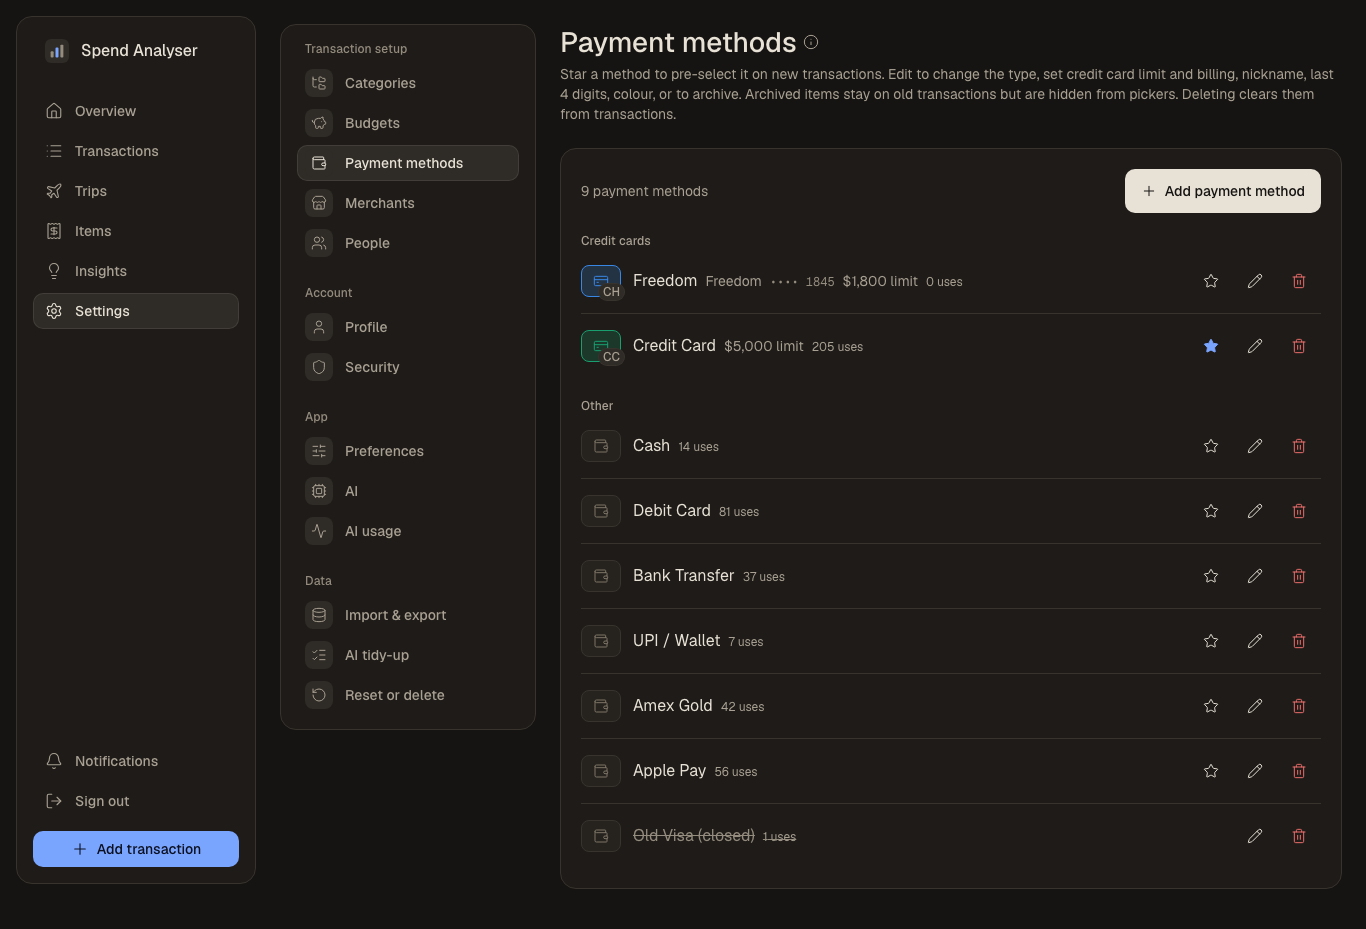 Spend Analyser
Overview
Transactions
Trips
Items
Insights
Settings
Notifications
Sign out
Add transaction
Transaction setup
Categories
Budgets
Payment methods
Merchants
People
Account
Profile
Security
App
Preferences
AI
AI usage
Data
Import & export
AI tidy-up
Reset or delete
Payment methods
Star a method to pre-select it on new transactions. Edit to change the type, set credit card limit and billing, nickname, last
4 digits, colour, or to archive. Archived items stay on old transactions but are hidden from pickers. Deleting clears them
from transactions.
9 payment methods
Add payment method
Credit cards
CH Freedom Freedom •••• 1845 $1,800 limit 0 uses
CC Credit Card $5,000 limit 205 uses
Other
Cash 14 uses
Debit Card 81 uses
Bank Transfer 37 uses
UPI / Wallet 7 uses
Amex Gold 42 uses
Apple Pay 56 uses
Old Visa (closed) 1 uses